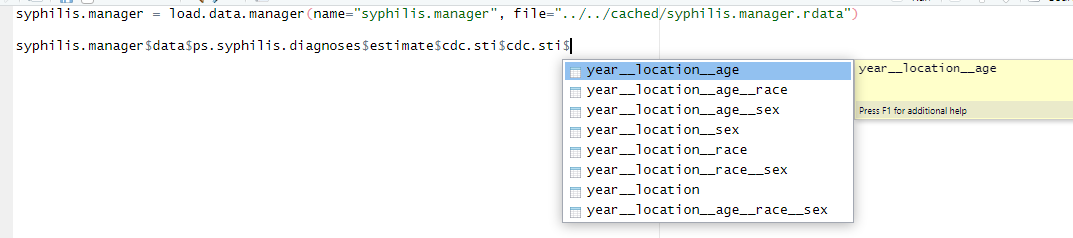 syphilis.manager = load.data.manager(name="syphilis.manager", file="../../cached/syphilis.manager.rdata")
syphilis.manager$data$ps.syphilis.diagnoses$estimate$cdc.sti$cdc.sti$
year__location__age
year__location__age__race
year__location__age__sex
year__location__sex
year__location__race
year__location__race__sex
year__location
year__location__age__race__sex
year__location__age
Press F1 for additional help